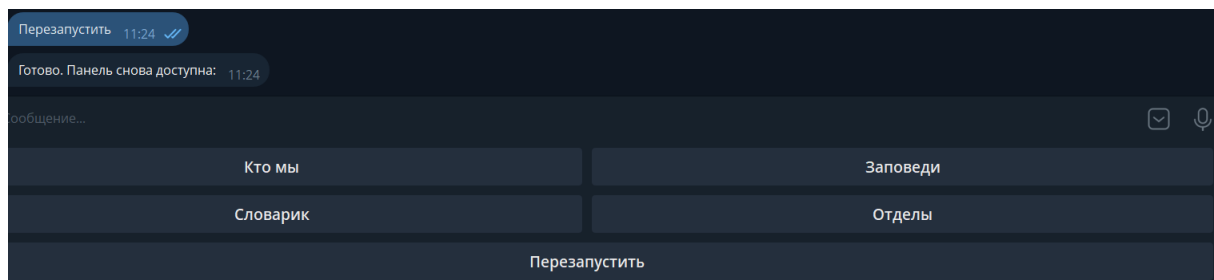 Перезапустить 11:24
Готово. Панель снова доступна: 11:24
Сообщение...
Кто мы Заповеди
Словарик Отделы
Перезапустить